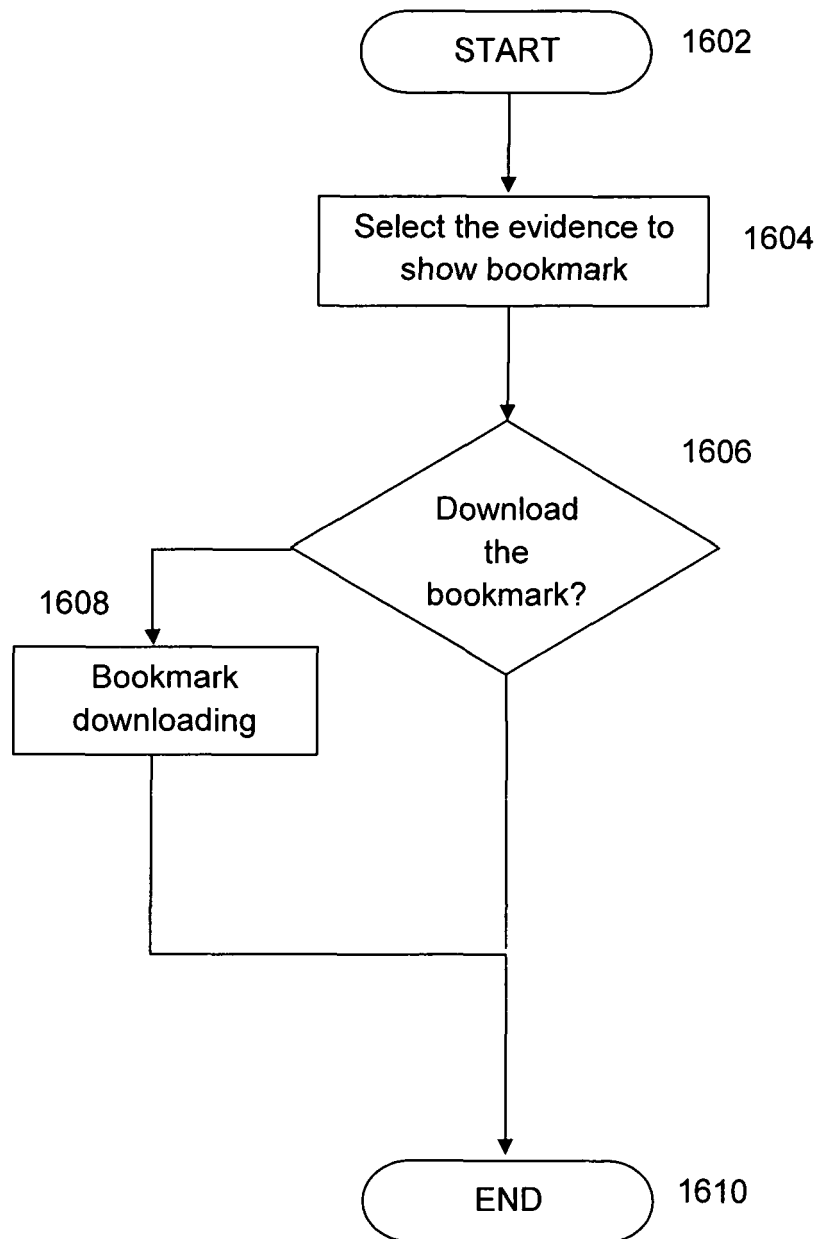 START
1602
Select the evidence to
show bookmark
1604
1606
Download
the
bookmark?
1608
Bookmark
downloading
END
1610